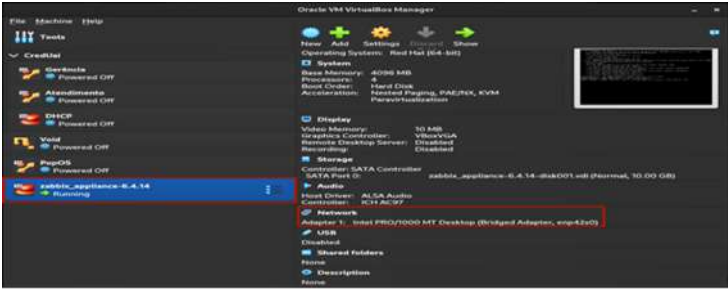 Oracle VM VirtualBox Manager
File Machine Help
Tools
New Add Settings Discard Show
CredUai
Gerência
Powered Off
Atendimento
Powered Off
DHCP
Powered Off
Void
Powered Off
PopOS
Powered Off
zabbix_appliance-6.4.14
Running
Operating System: Red Hat (64-bit)
System
Base Memory: 4096 MB
Processors: 4
Boot Order: Hard Disk
Acceleration: Nested Paging, PAE/NX, KVM
Paravirtualization
Display
Video Memory: 10 MB
Graphics Controller: VBoxVGA
Remote Desktop Server: Disabled
Recording: Disabled
Storage
Controller: SATA Controller
SATA Port 0: zabbix_appliance-6.4.14-disk001.vdi (Normal, 10.00 GB)
Audio
Host Driver: ALSA Audio
Controller: ICH AC97
Network
Adapter 1: Intel PRO/1000 MT Desktop (Bridged Adapter, enp42s0)
USB
Disabled
Shared folders
None
Description
None